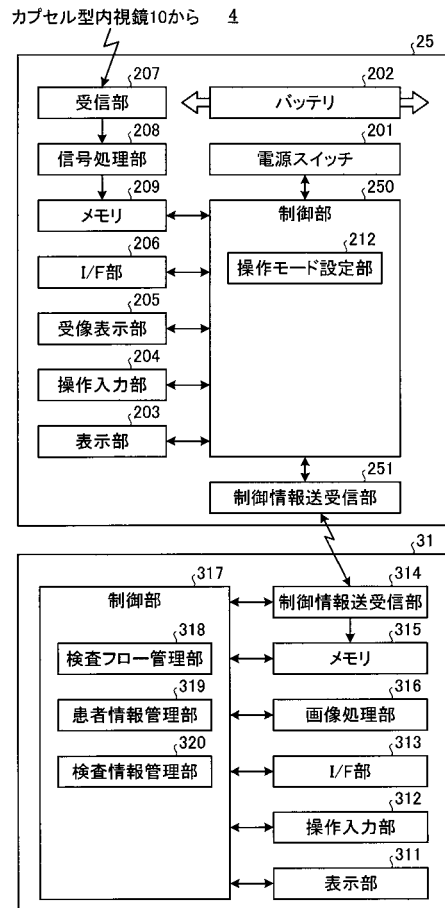 カプセル型内視鏡10から 4
25
207
受信部
202
バッテリ
208
信号処理部
201
電源スイッチ
209
メモリ
250
制御部
212
操作モード設定部
206
I/F部
205
受像表示部
204
操作入力部
203
表示部
251
制御情報送受信部
31
317
制御部
314
制御情報送受信部
318
検査フロー管理部
315
メモリ
319
患者情報管理部
316
画像処理部
320
検査情報管理部
313
I/F部
312
操作入力部
311
表示部